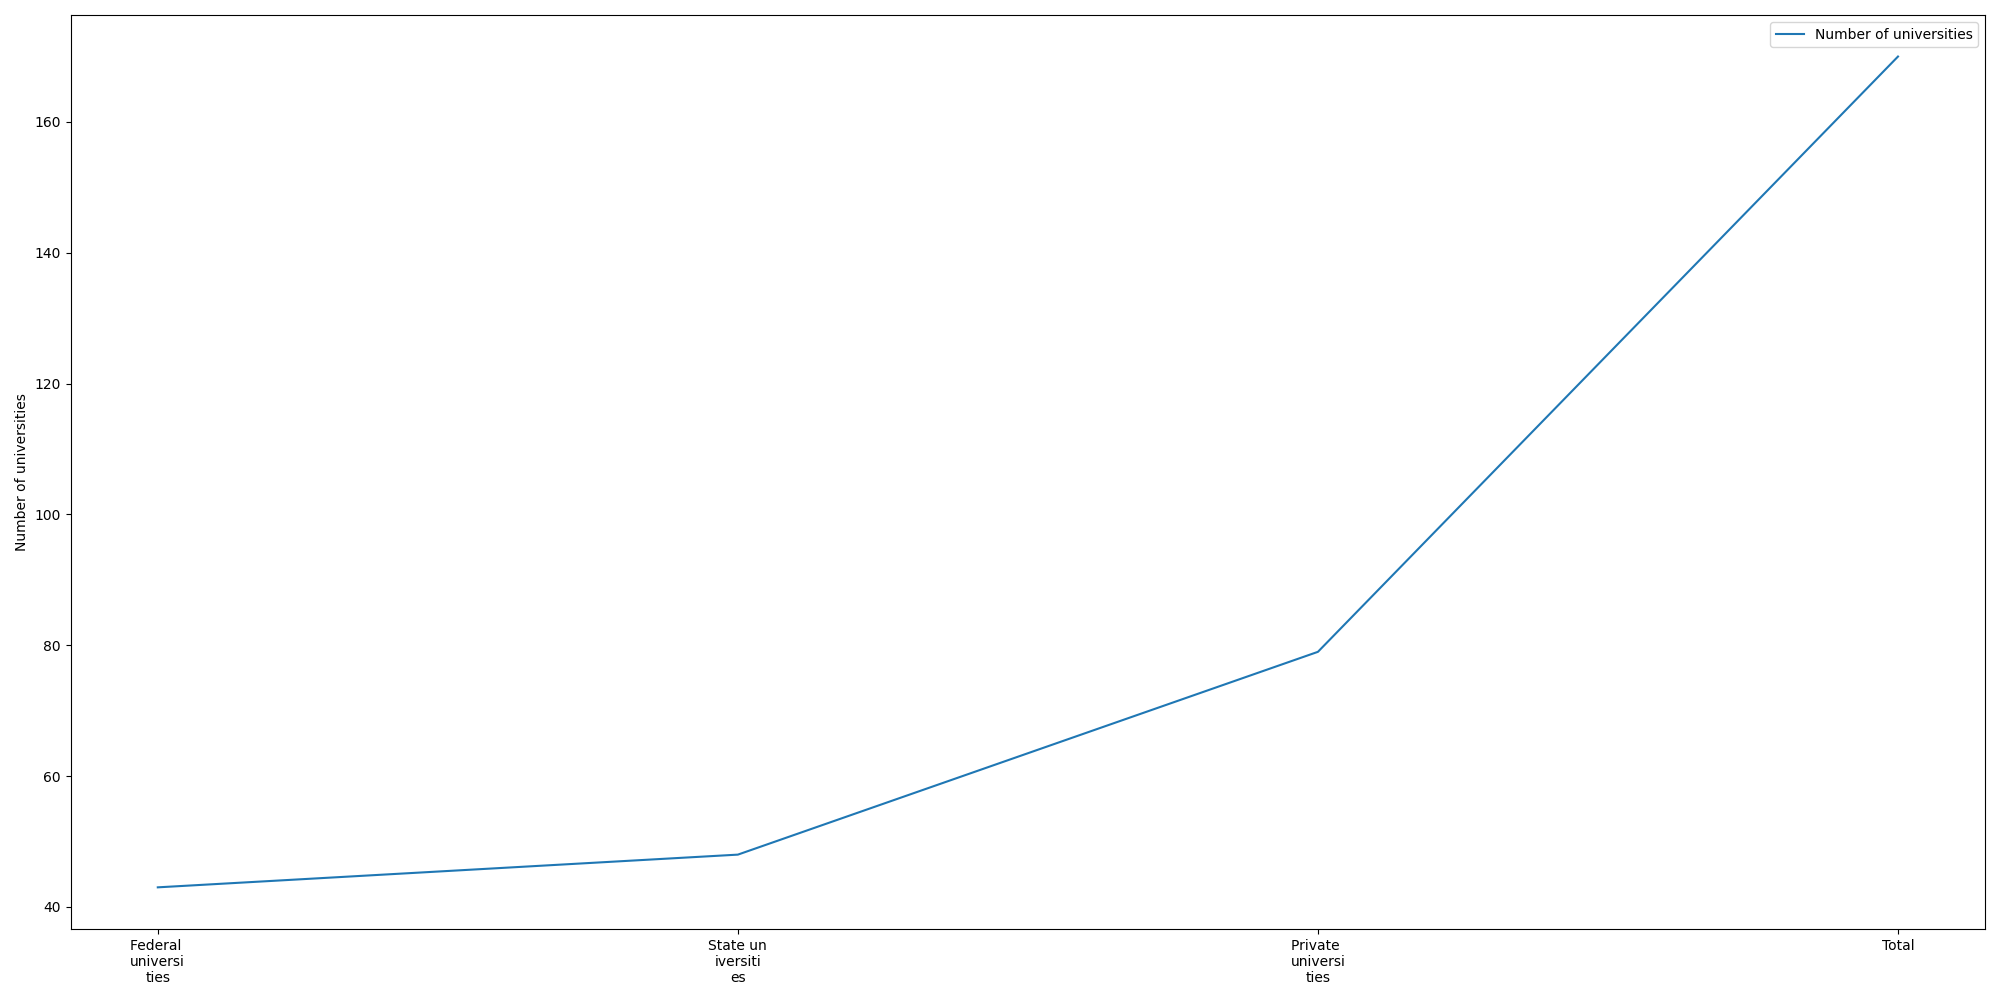 Number of universities
160
140
120
100
80
60
40
Number of universities
Federal
universi
ties
State un
iversiti
es
Private
universi
ties
Total